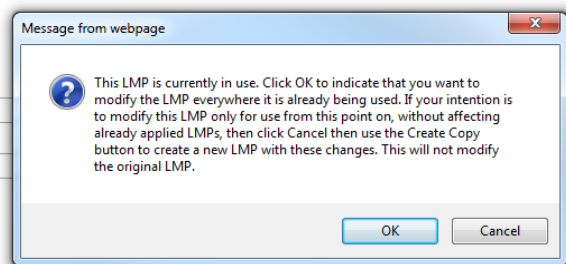 Message from webpage
This LMP is currently in use. Click OK to indicate that you want to
modify the LMP everywhere it is already being used. If your intention is
to modify this LMP only for use from this point on, without affecting
already applied LMPs, then click Cancel then use the Create Copy
button to create a new LMP with these changes. This will not modify
the original LMP.
OK
Cancel